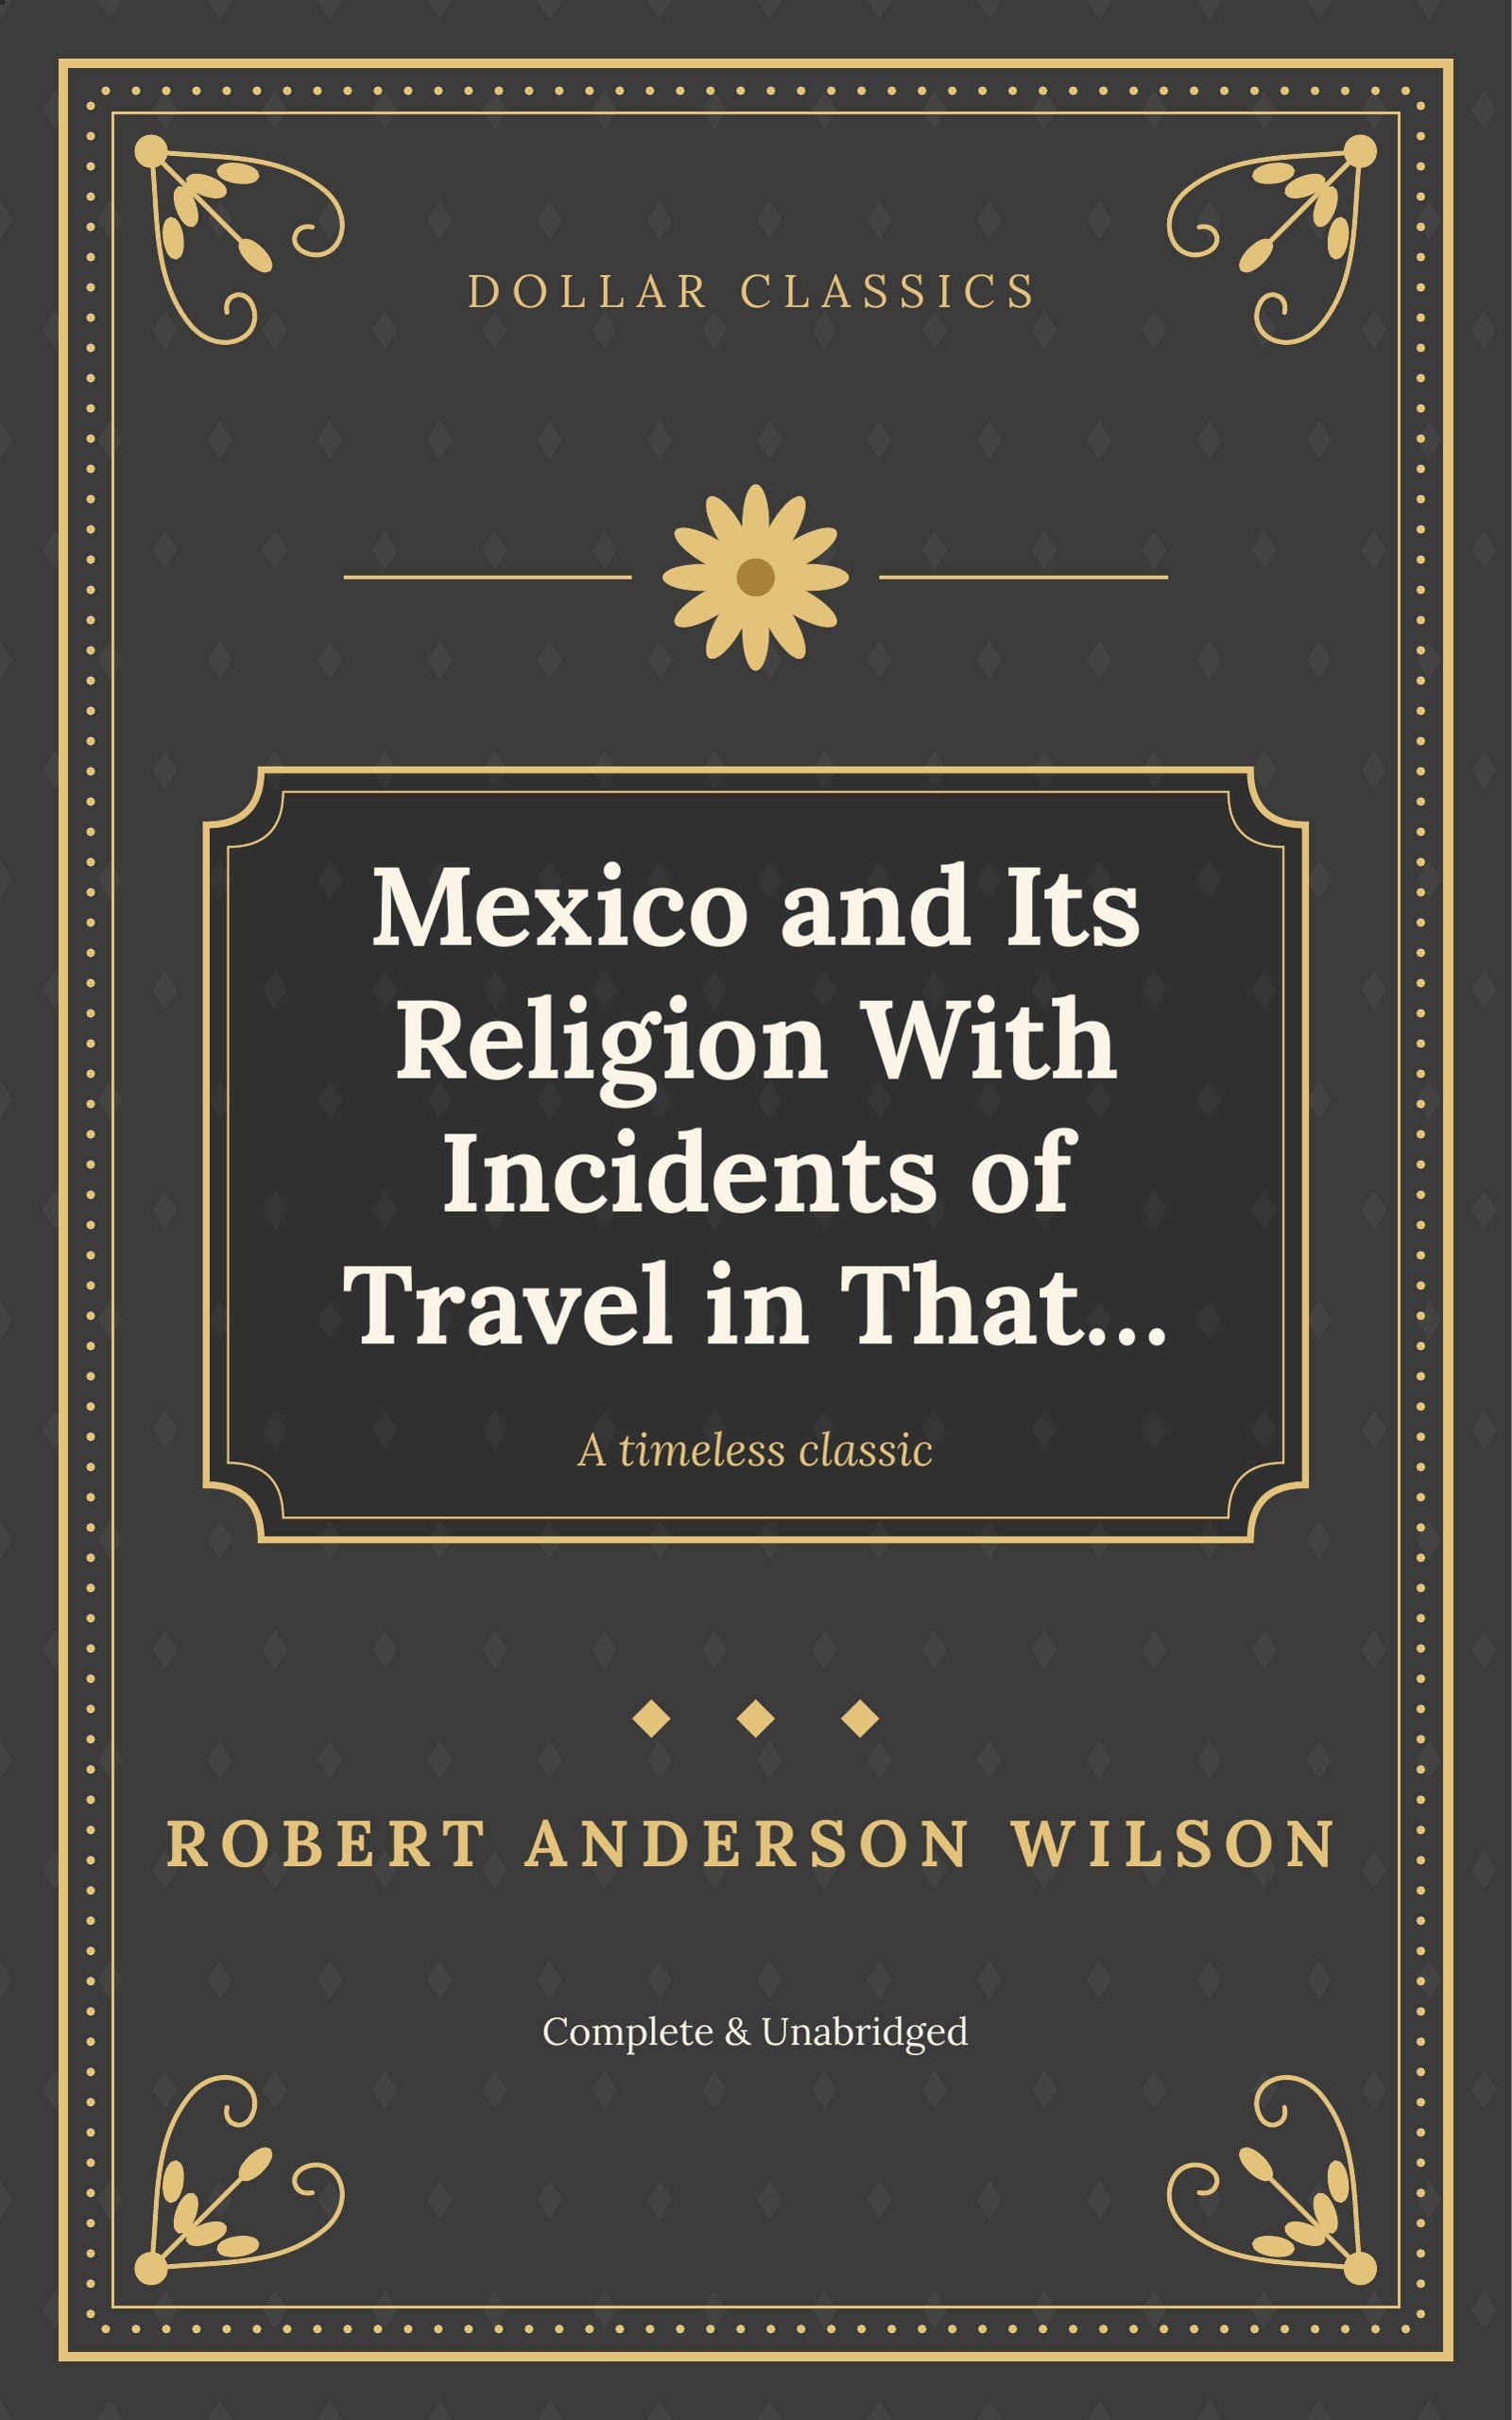 DOLLAR CLASSICS
Mexico and Its
Religion With
Incidents of
Travel in That...
A timeless classic
ROBERT ANDERSON WILSON
Complete & Unabridged